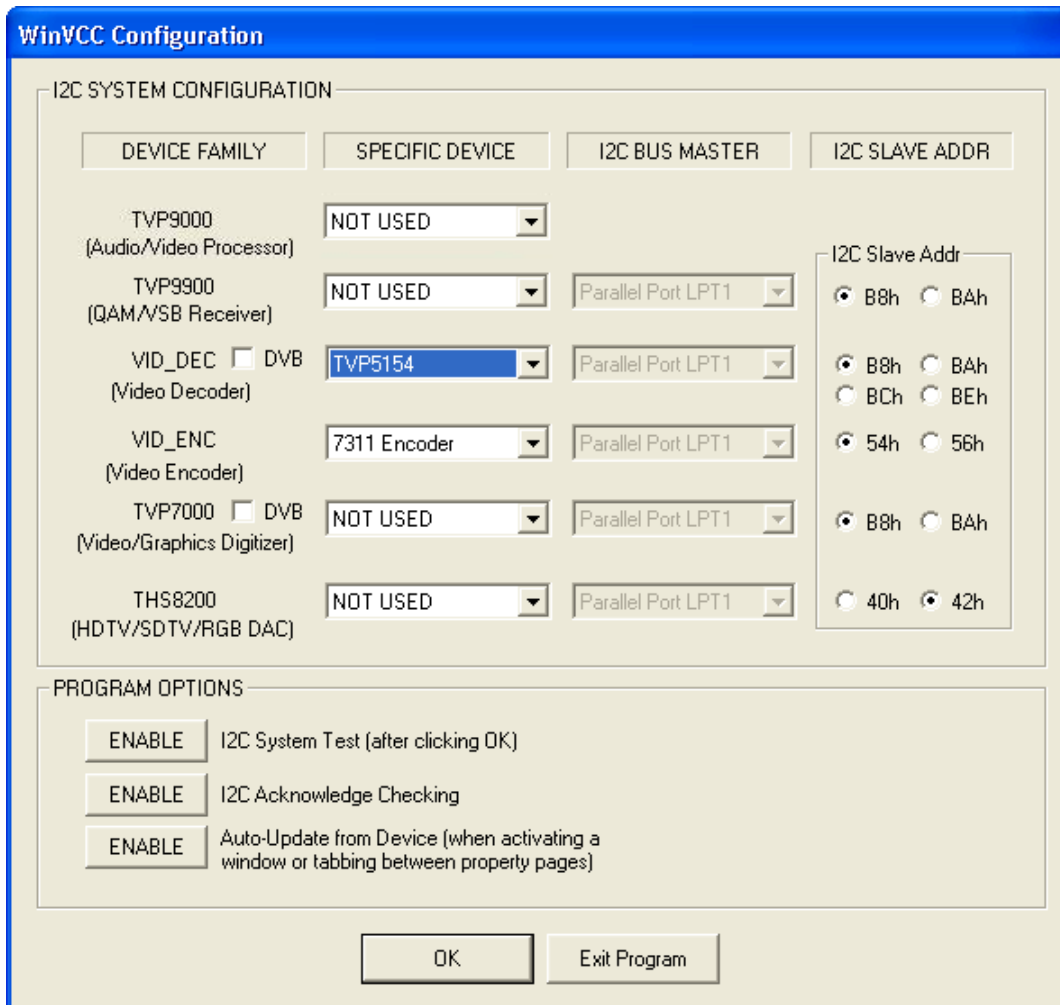 WinVCC Configuration
I2C SYSTEM CONFIGURATION
DEVICE FAMILY SPECIFIC DEVICE I2C BUS MASTER I2C SLAVE ADDR
TVP9000 NOT USED
(Audio/Video Processor)
I2C Slave Addr
TVP9900 NOT USED Parallel Port LPT1 B8h BAh
(QAM/VSB Receiver)
VID_DEC DVB TVP5154 Parallel Port LPT1 B8h BAh
(Video Decoder) BCh BEh
VID_ENC 7311 Encoder Parallel Port LPT1 54h 56h
(Video Encoder)
TVP7000 DVB NOT USED Parallel Port LPT1 B8h BAh
(Video/Graphics Digitizer)
THS8200 NOT USED Parallel Port LPT1 40h 42h
(HDTV/SDTV/RGB DAC)
PROGRAM OPTIONS
ENABLE I2C System Test (after clicking OK)
ENABLE I2C Acknowledge Checking
ENABLE Auto-Update from Device (when activating a
window or tabbing between property pages)
OK Exit Program